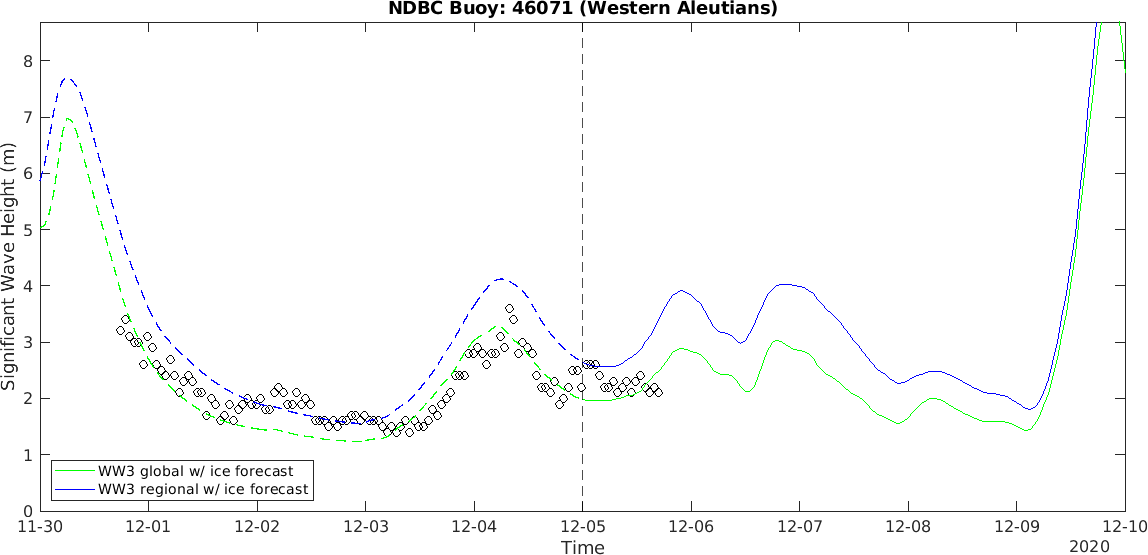 NDBC Buoy: 46071 (Western Aleutians)
Significant Wave Height (m)
8
7
6
5
4
3
2
1
0
WW3 global w/ ice forecast
WW3 regional w/ ice forecast
11-30 12-01 12-02 12-03 12-04 12-05 12-06 12-07 12-08 12-09 12-10
Time
2020